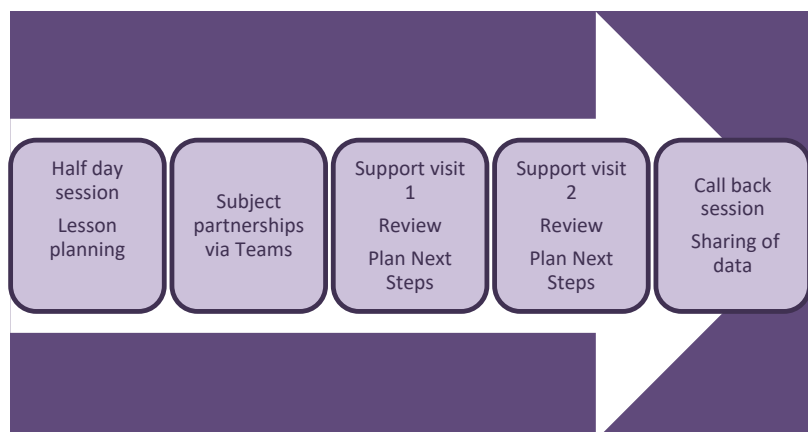 Half day
session
Lesson
planning
Subject
partnerships
via Teams
Support visit
1
Review
Plan Next
Steps
Support visit
2
Review
Plan Next
Steps
Call back
session
Sharing of
data